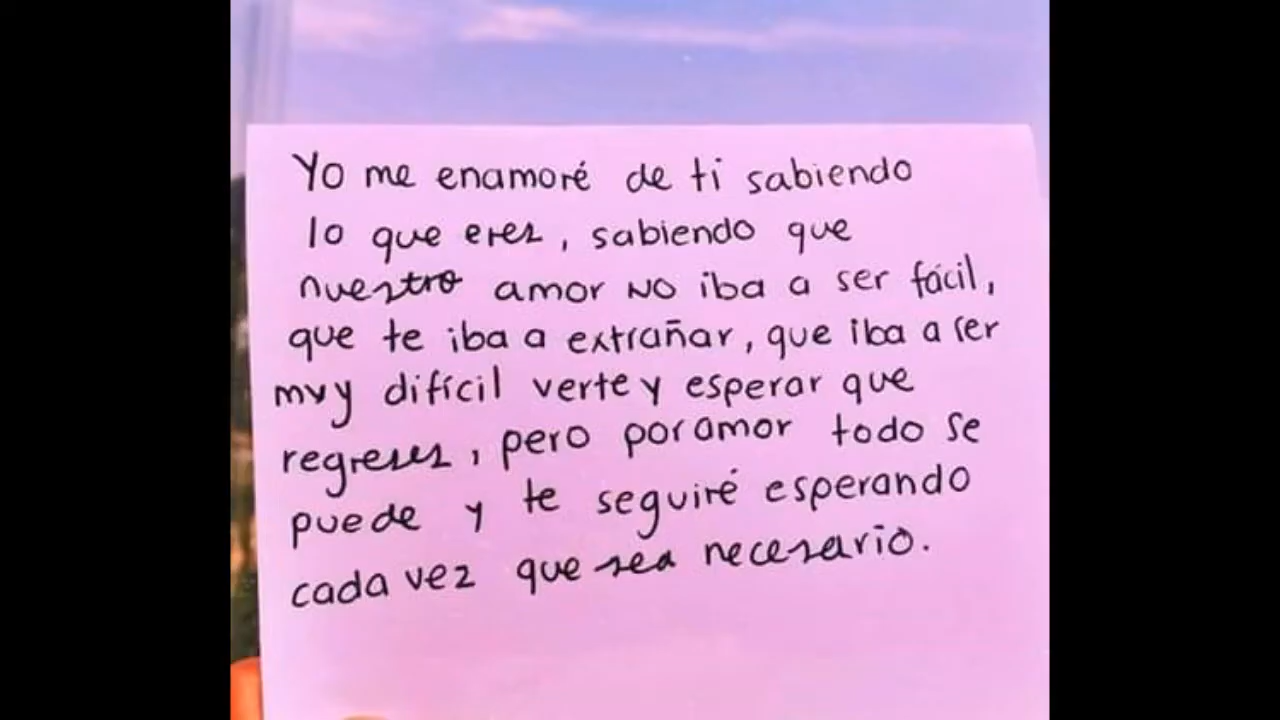 Yo me enamoré de ti sabiendo
lo que eres, sabiendo que
nuestro amor no iba a ser fácil,
que te iba a extrañar, que iba a ser
muy difícil verte y esperar que
regreses, pero por amor todo se
puede y te seguiré esperando
cada vez que sea necesario.